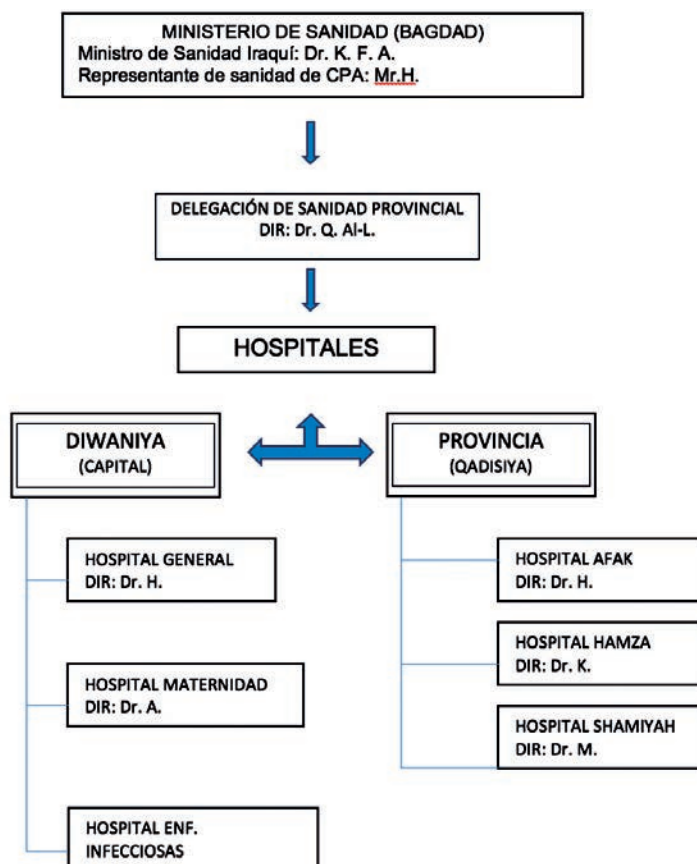 MINISTERIO DE SANIDAD (BAGDAD)
Ministro de Sanidad Iraquí: Dr. K. F. A.
Representante de sanidad de CPA: Mr.H.
DELEGACIÓN DE SANIDAD PROVINCIAL
DIR: Dr. Q. Al-L.
HOSPITALES
DIWANIYA
(CAPITAL)
HOSPITAL GENERAL
DIR: Dr. H.
HOSPITAL MATERNIDAD
DIR: Dr. A.
HOSPITAL ENF.
INFECCIOSAS
PROVINCIA
(QADISIYA)
HOSPITAL AFAK
DIR: Dr. H.
HOSPITAL HAMZA
DIR: Dr. K.
HOSPITAL SHAMIYAH
DIR: Dr. M.